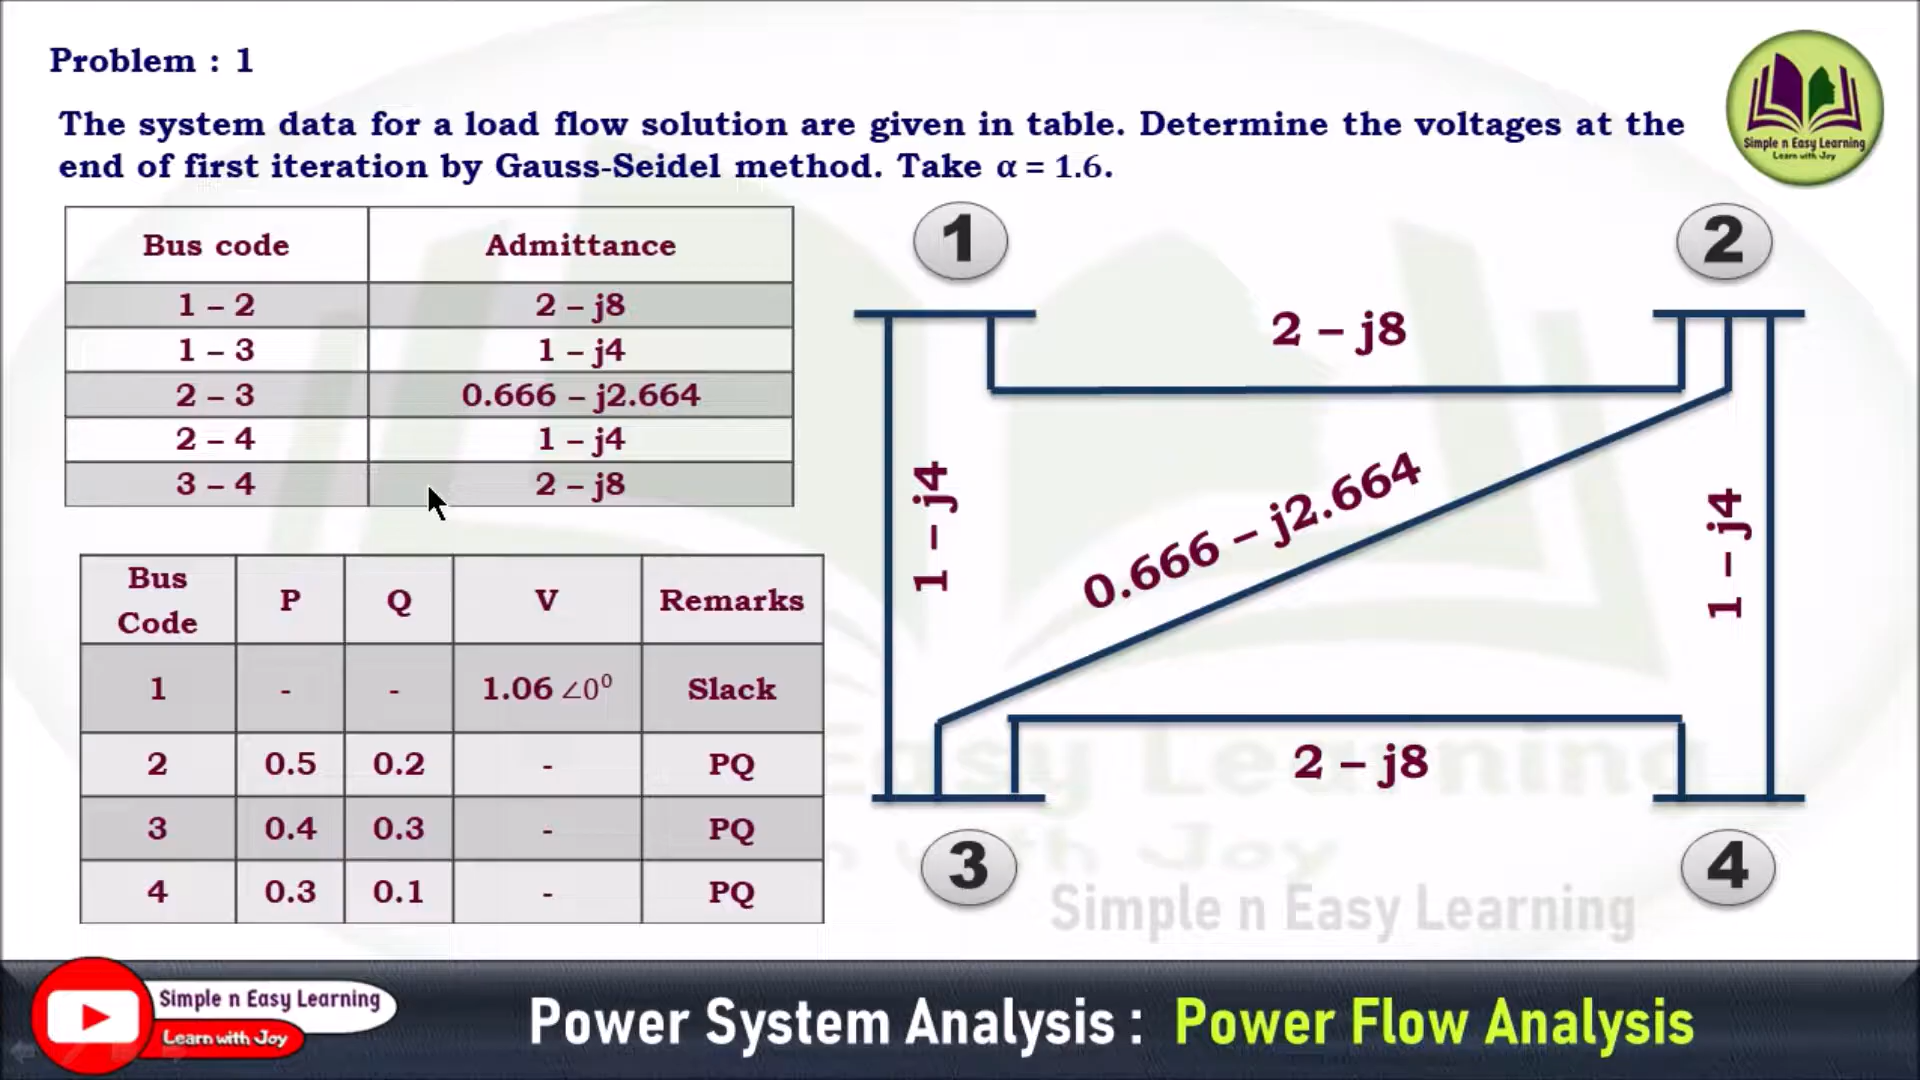 Problem : 1
The system data for a load flow solution are given in table. Determine the voltages at the
end of first iteration by Gauss-Seidel method. Take α = 1.6.
Simple n Easy Learning
Learn with Joy
Bus code Admittance
1 – 2 2 – j8
1 – 3 1 – j4
2 – 3 0.666 – j2.664
2 – 4 1 – j4
3 – 4 2 – j8
Bus Code P Q V Remarks
1 - - 1.06 ∠0⁰ Slack
2 0.5 0.2 - PQ
3 0.4 0.3 - PQ
4 0.3 0.1 - PQ
1
2
2 – j8
1 – j4
0.666 – j2.664
1 – j4
2 – j8
3
4
Easy Learning
n with Joy
Simple n Easy Learning
Simple n Easy Learning
Learn with Joy
Power System Analysis : Power Flow Analysis